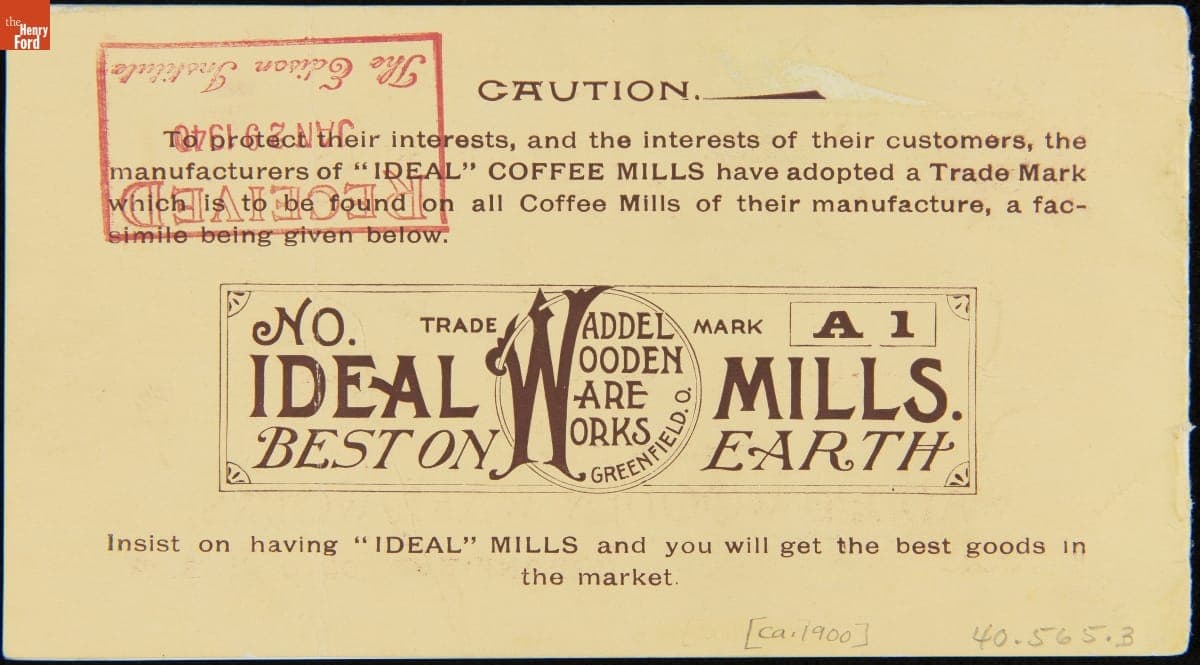 the
Henry
Ford
The Edison Institute
JAN 29 1940
RECEIVED
CAUTION.
To protect their interests, and the interests of their customers, the
manufacturers of “IDEAL” COFFEE MILLS have adopted a Trade Mark
which is to be found on all Coffee Mills of their manufacture, a fac-
simile being given below.
NO. TRADE MARK A 1
IDEAL MILLS.
BEST ON EARTH
WADDEL
WOODEN
WARE
WORKS
GREENFIELD. O.
Insist on having “IDEAL” MILLS and you will get the best goods in
the market.
[ca. 1900] 40.565.3